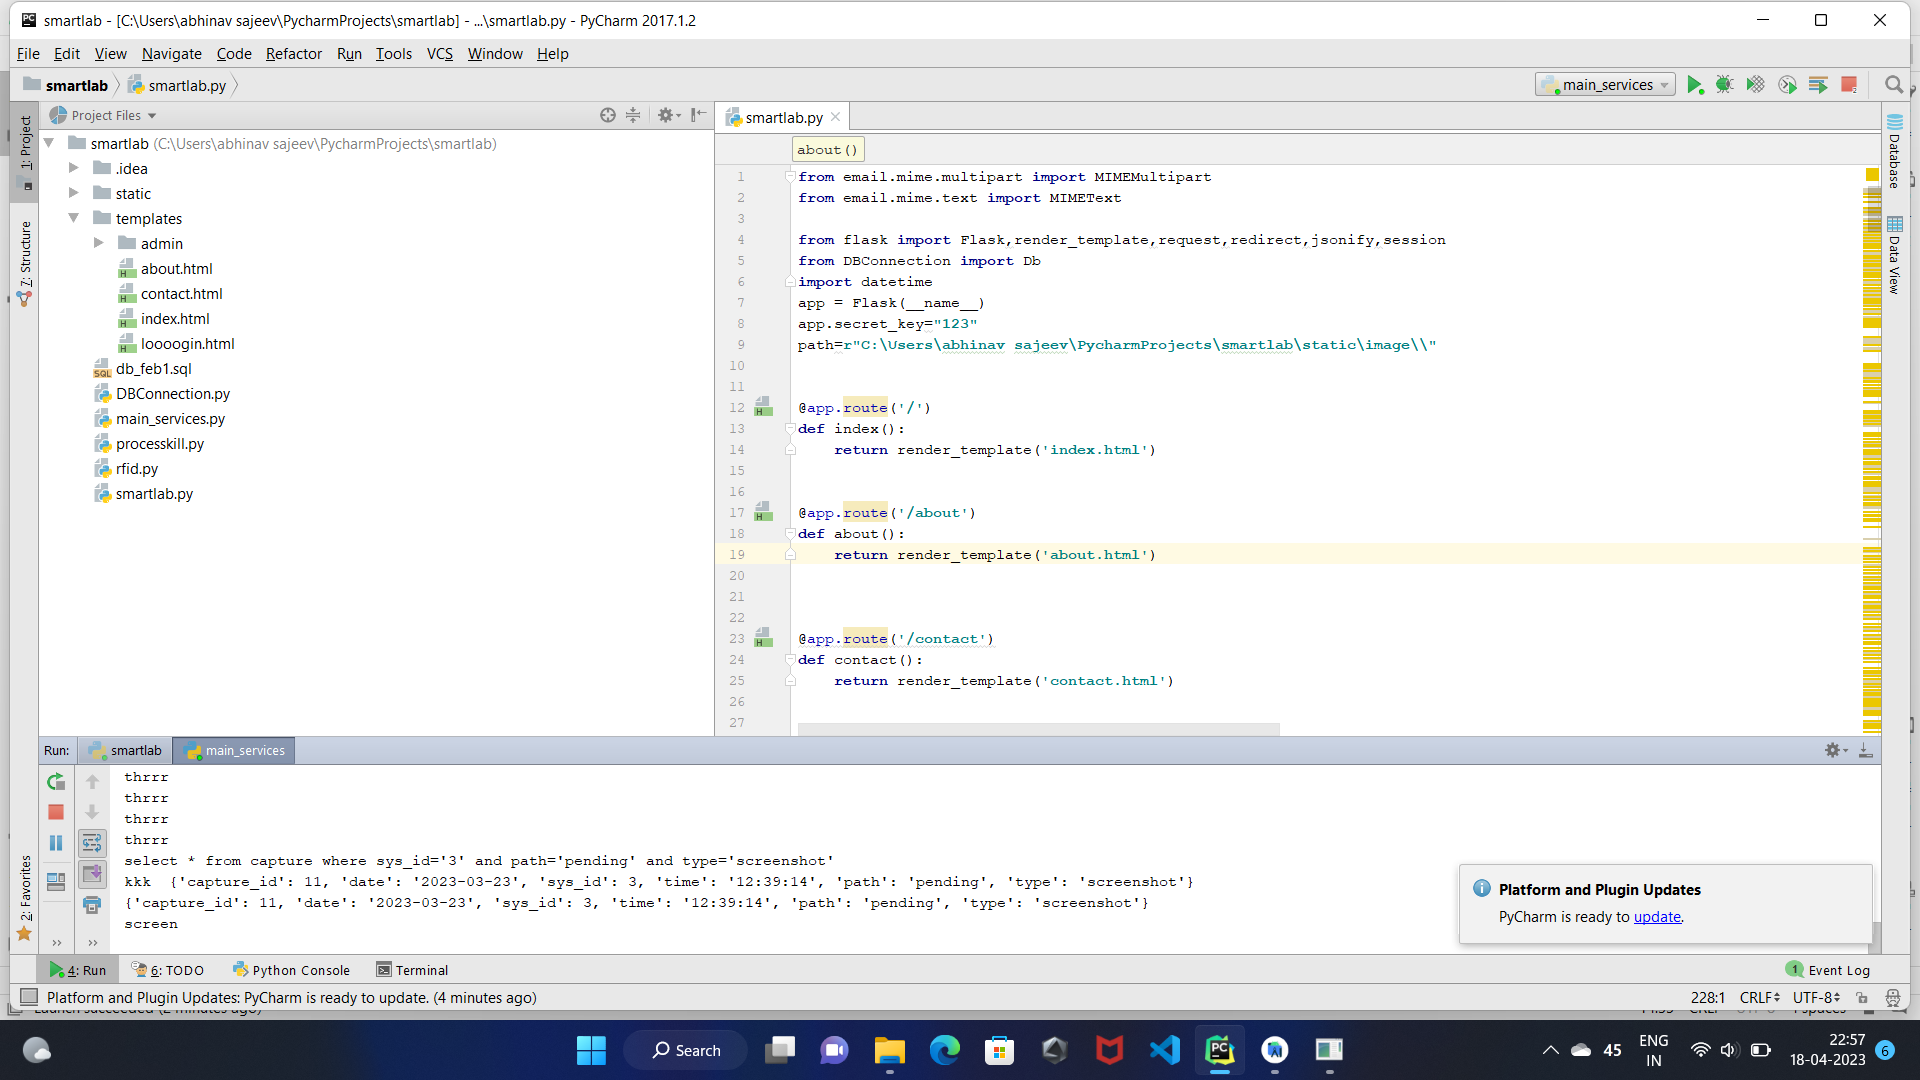 smartlab - [C:\Users\abhinav sajeev\PycharmProjects\smartlab] - ...\smartlab.py - PyCharm 2017.1.2
File Edit View Navigate Code Refactor Run Tools VCS Window Help
smartlab smartlab.py main_services
Project Files
smartlab.py
1: Project
7: Structure
2: Favorites
Database
Data View
smartlab (C:\Users\abhinav sajeev\PycharmProjects\smartlab)
.idea
static
templates
admin
about.html
contact.html
index.html
loooogin.html
db_feb1.sql
DBConnection.py
main_services.py
processkill.py
rfid.py
smartlab.py
about()
1 from email.mime.multipart import MIMEMultipart
2 from email.mime.text import MIMEText
3
4 from flask import Flask,render_template,request,redirect,jsonify,session
5 from DBConnection import Db
6 import datetime
7 app = Flask(__name__)
8 app.secret_key="123"
9 path=r"C:\Users\abhinav sajeev\PycharmProjects\smartlab\static\image\\"
10
11
12 @app.route('/')
13 def index():
14 return render_template('index.html')
15
16
17 @app.route('/about')
18 def about():
19 return render_template('about.html')
20
21
22
23 @app.route('/contact')
24 def contact():
25 return render_template('contact.html')
26
27
Run: smartlab main_services
thrrr
thrrr
thrrr
thrrr
select * from capture where sys_id='3' and path='pending' and type='screenshot'
kkk {'capture_id': 11, 'date': '2023-03-23', 'sys_id': 3, 'time': '12:39:14', 'path': 'pending', 'type': 'screenshot'}
{'capture_id': 11, 'date': '2023-03-23', 'sys_id': 3, 'time': '12:39:14', 'path': 'pending', 'type': 'screenshot'}
screen
Platform and Plugin Updates
PyCharm is ready to update.
4: Run 6: TODO Python Console Terminal 1 Event Log
Platform and Plugin Updates: PyCharm is ready to update. (4 minutes ago) 228:1 CRLF UTF-8
Search
45
ENG
IN
22:57
18-04-2023
6